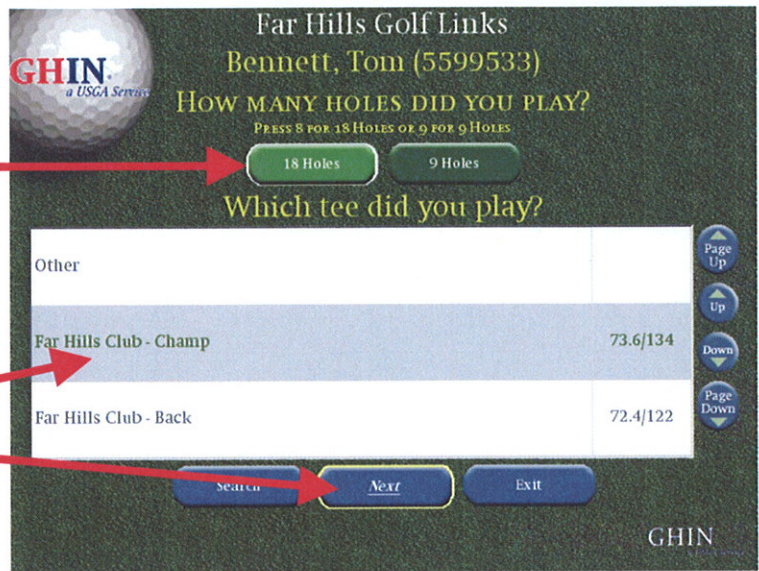 Far Hills Golf Links
GHIN
a USGA Service
Bennett, Tom (5599533)
HOW MANY HOLES DID YOU PLAY?
PRESS 8 FOR 18 HOLES OR 9 FOR 9 HOLES
18 Holes
9 Holes
Which tee did you play?
Other
Far Hills Club - Champ 73.6/134
Far Hills Club - Back 72.4/122
Page Up
Up
Down
Page Down
Search
Next
Exit
GHIN